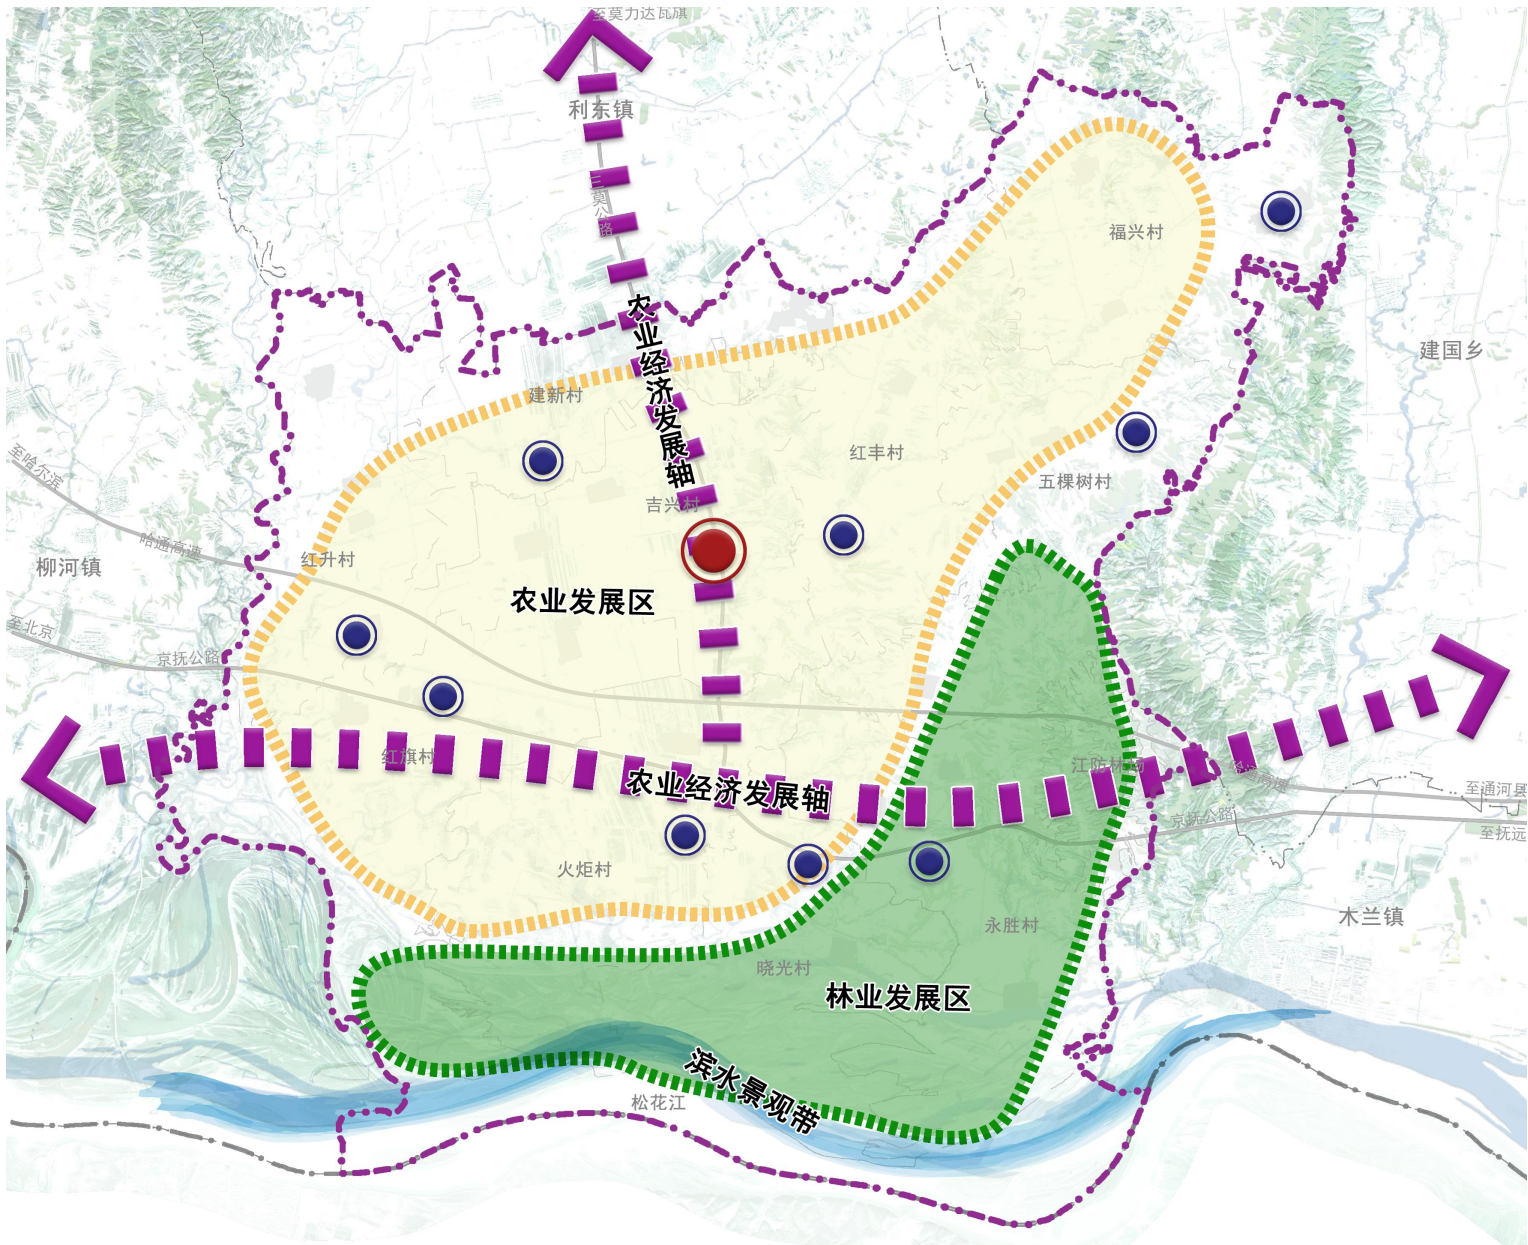 至莫力达瓦旗
利东镇
三莫公路
福兴村
农业经济发展轴
建国乡
建新村
红丰村
至哈尔滨
五棵树村
吉兴村
哈通高速
红升村
柳河镇
农业发展区
至北京
京抚公路
红旗村
江防林场
农业经济发展轴
至通河县
京抚公路
至抚远
火炬村
木兰镇
永胜村
晓光村
林业发展区
滨水景观带
松花江